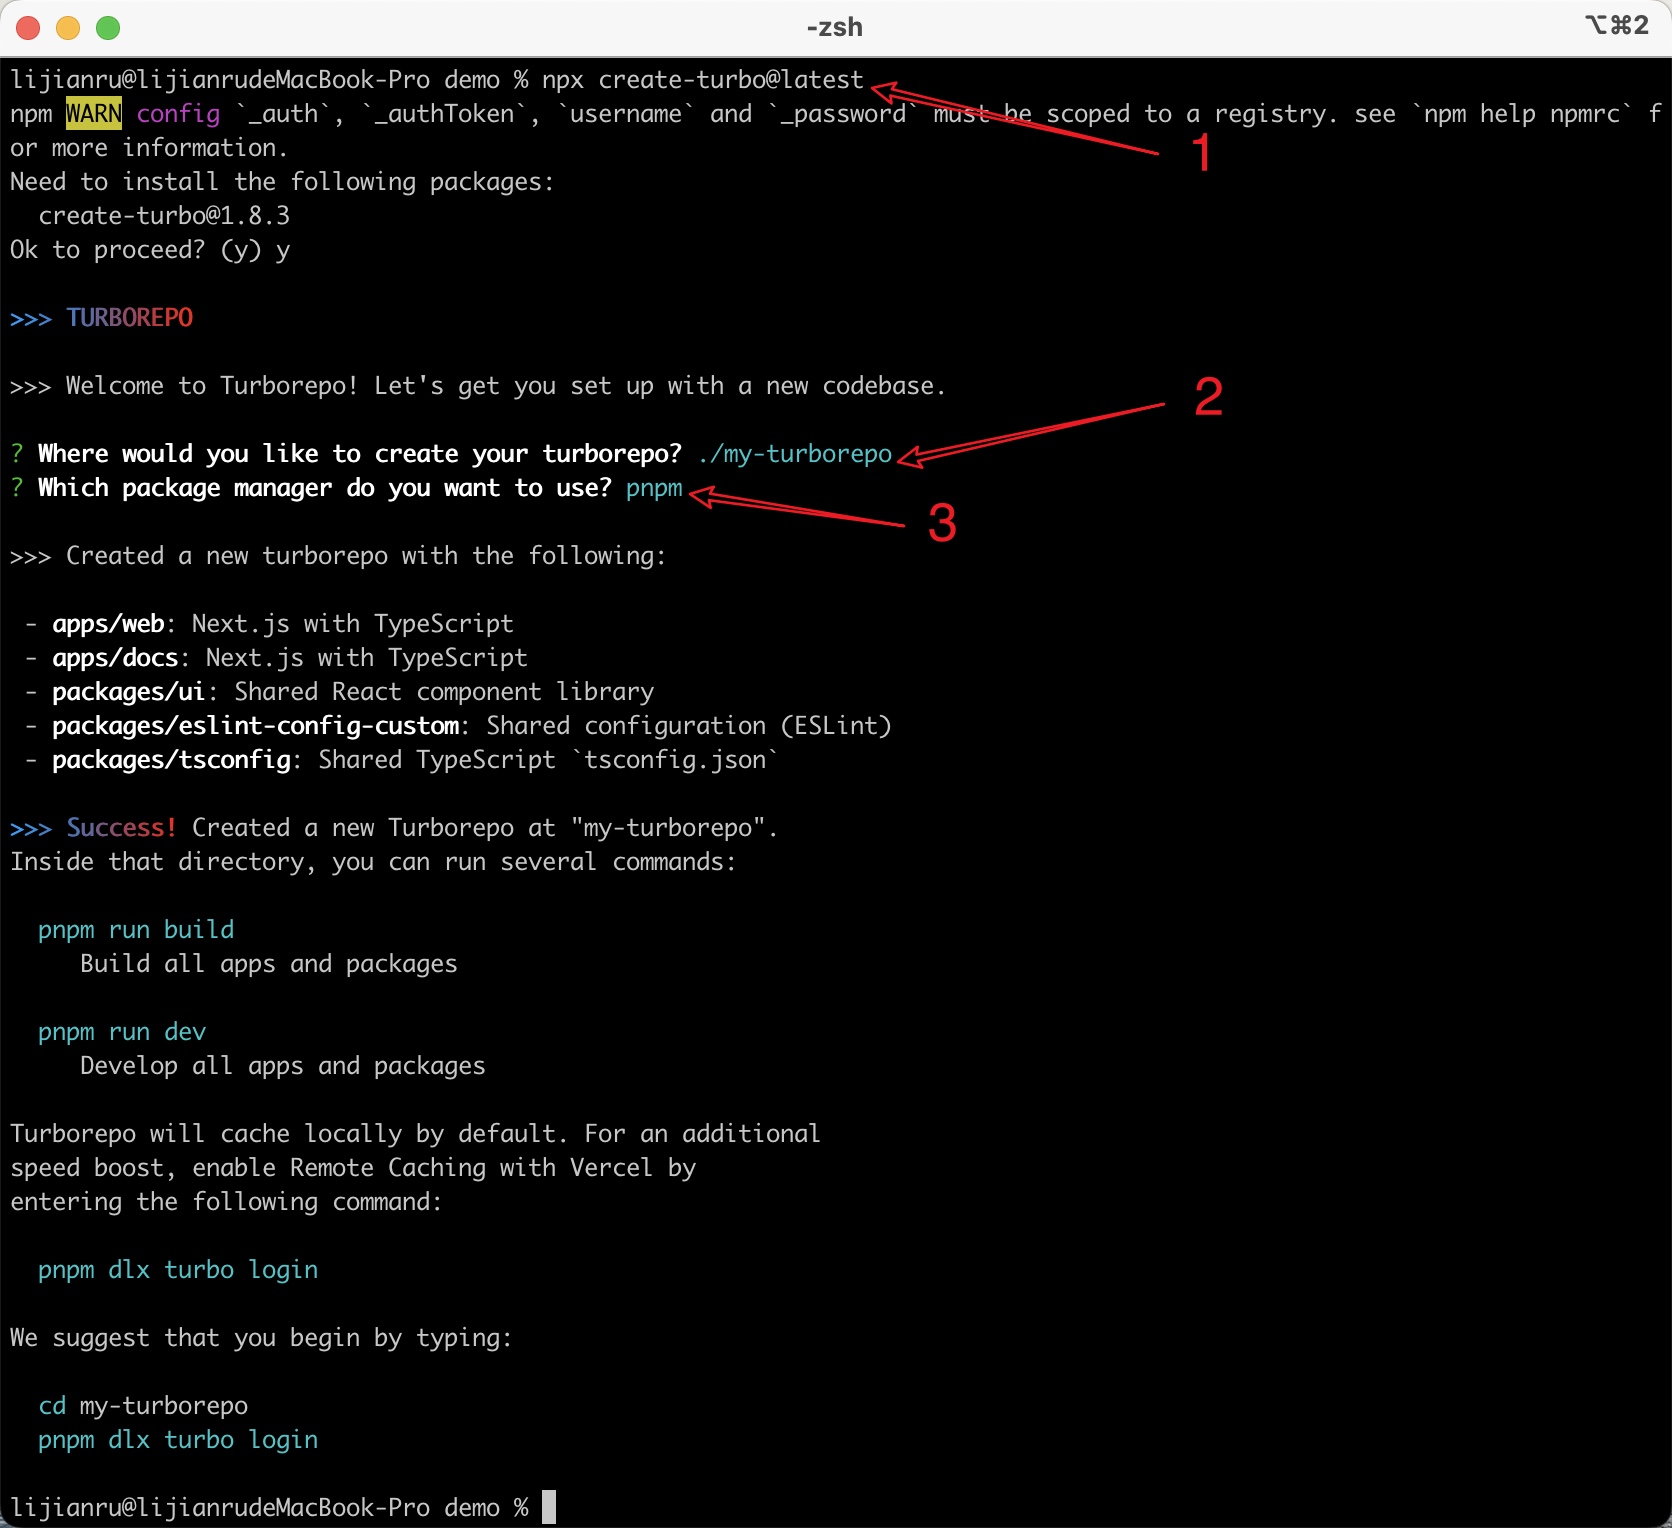 -zsh
⌥⌘2
lijianru@lijianrudeMacBook-Pro demo % npx create-turbo@latest
npm WARN config `_auth`, `_authToken`, `username` and `_password` must be scoped to a registry. see `npm help npmrc` f
or more information.
1
Need to install the following packages:
  create-turbo@1.8.3
Ok to proceed? (y) y
>>> TURBOREPO
>>> Welcome to Turborepo! Let's get you set up with a new codebase.
2
? Where would you like to create your turborepo? ./my-turborepo
? Which package manager do you want to use? pnpm
3
>>> Created a new turborepo with the following:
 - apps/web: Next.js with TypeScript
 - apps/docs: Next.js with TypeScript
 - packages/ui: Shared React component library
 - packages/eslint-config-custom: Shared configuration (ESLint)
 - packages/tsconfig: Shared TypeScript `tsconfig.json`
>>> Success! Created a new Turborepo at "my-turborepo".
Inside that directory, you can run several commands:
  pnpm run build
     Build all apps and packages
  pnpm run dev
     Develop all apps and packages
Turborepo will cache locally by default. For an additional
speed boost, enable Remote Caching with Vercel by
entering the following command:
  pnpm dlx turbo login
We suggest that you begin by typing:
  cd my-turborepo
  pnpm dlx turbo login
lijianru@lijianrudeMacBook-Pro demo %